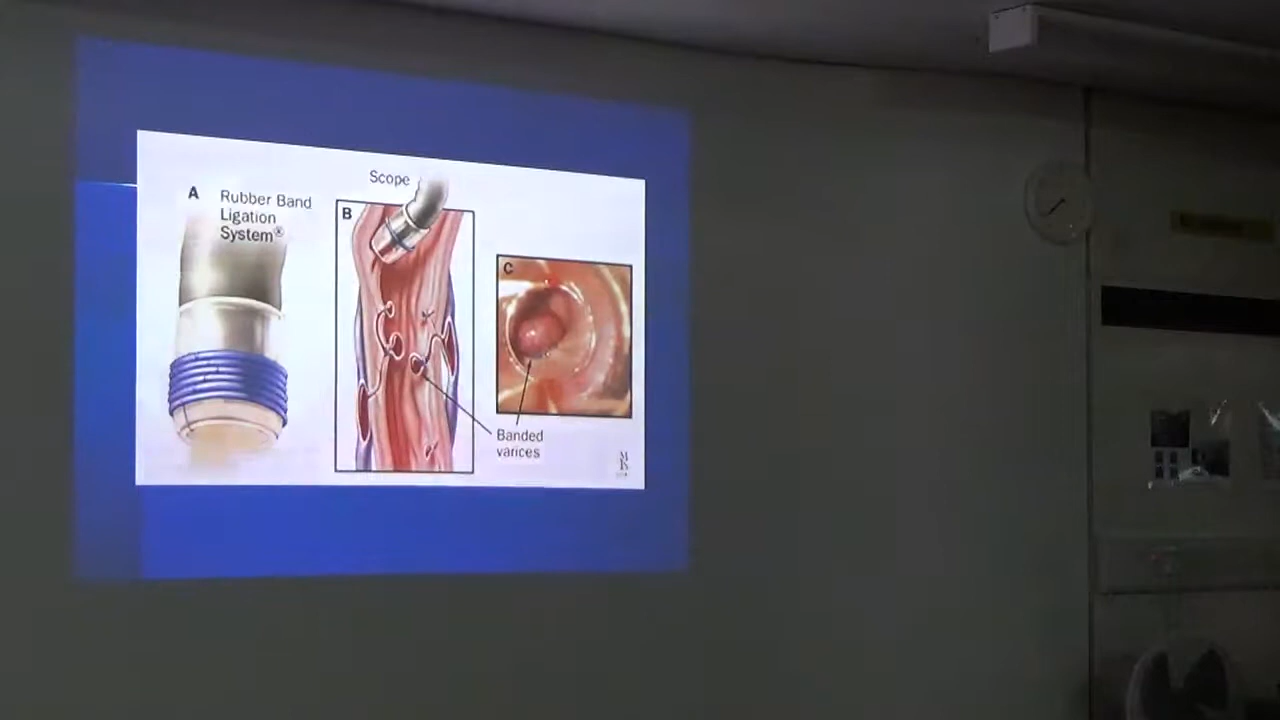 A
Rubber Band
Ligation
System®
Scope
B
C
Banded
varices